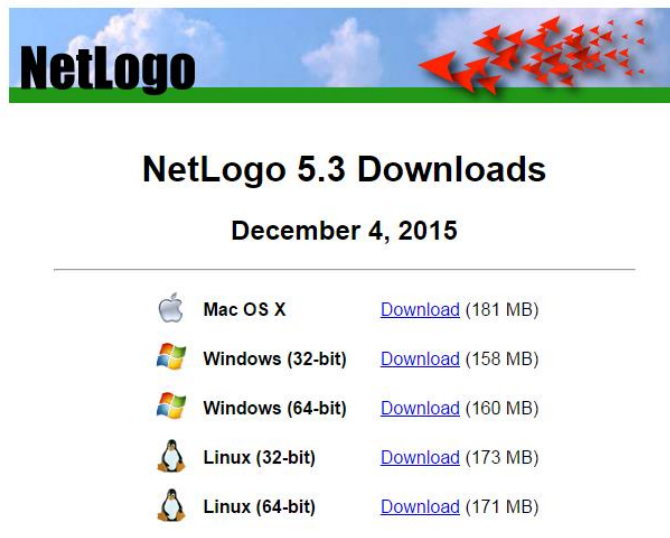 NetLogo
NetLogo 5.3 Downloads
December 4, 2015
Mac OS X Download (181 MB)
Windows (32-bit) Download (158 MB)
Windows (64-bit) Download (160 MB)
Linux (32-bit) Download (173 MB)
Linux (64-bit) Download (171 MB)